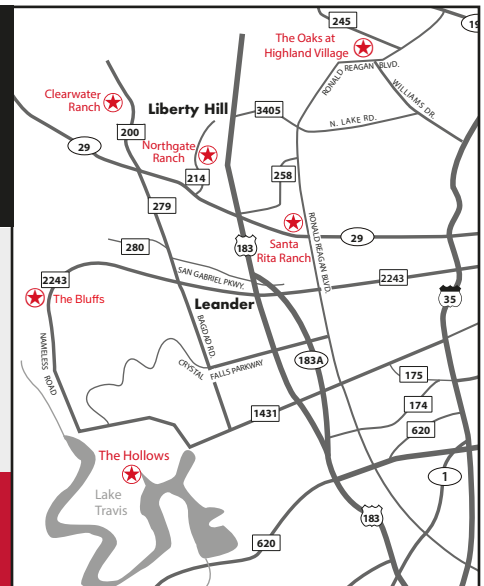 245
19
The Oaks at
Highland Village
RONALD REAGAN BLVD.
WILLIAMS DR.
Clearwater
Ranch
Liberty Hill
3405
N. LAKE RD.
200
29
Northgate
Ranch
214
258
279
Santa
Rita Ranch
RONALD REAGAN BLVD.
29
280
183
2243
SAN GABRIEL PKWY.
2243
The Bluffs
Leander
35
NAMELESS ROAD
BAGDAD RD.
CRYSTAL FALLS PARKWAY
183A
175
174
1431
620
The Hollows
1
Lake
Travis
183
620